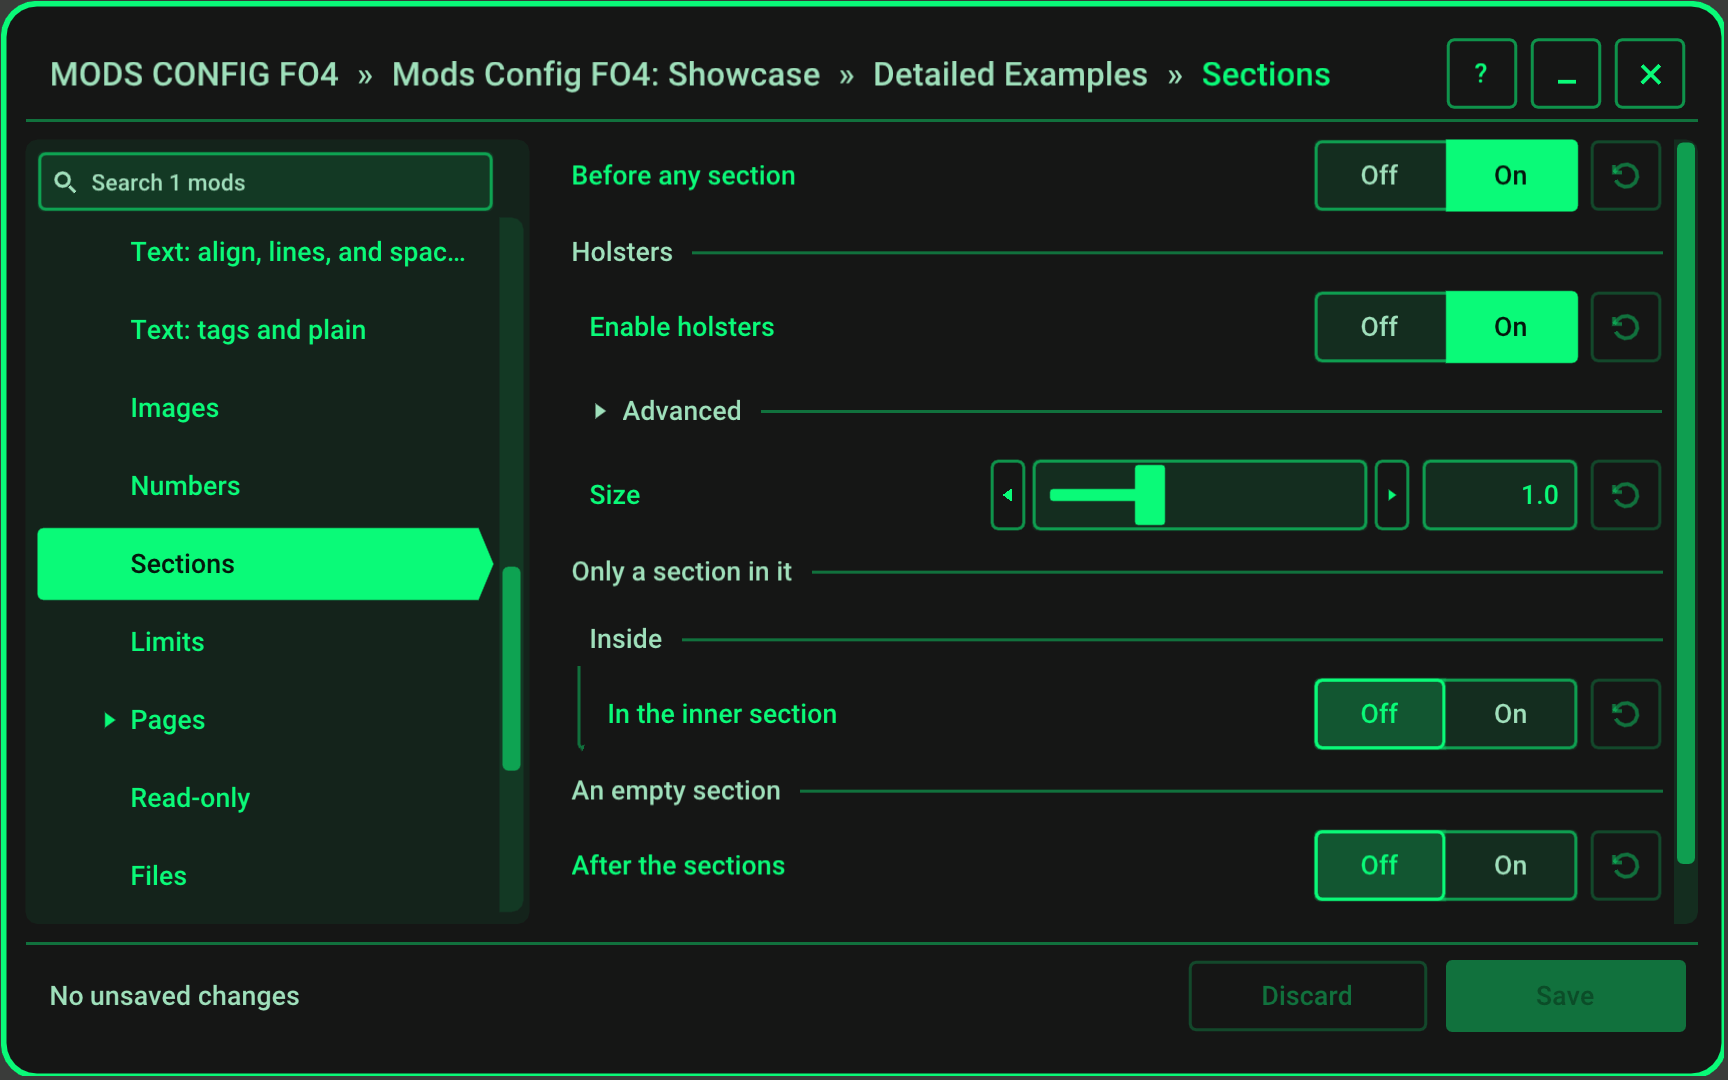 MODS CONFIG FO4 » Mods Config FO4: Showcase » Detailed Examples » Sections ?
Search 1 mods
Text: align, lines, and spac...
Text: tags and plain
Images
Numbers
Sections
Limits
Pages
Read-only
Files
Before any section Off On
Holsters
Enable holsters Off On
Advanced
Size 1.0
Only a section in it
Inside
In the inner section Off On
An empty section
After the sections Off On
No unsaved changes Discard Save